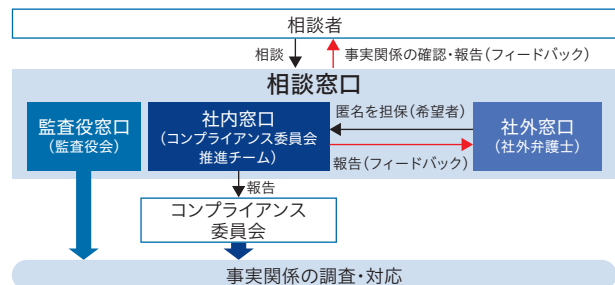 相談者
相談
事実関係の確認・報告（フィードバック）
相談窓口
監査役窓口
（監査役会）
社内窓口
（コンプライアンス委員会
推進チーム）
匿名を担保（希望者）
報告（フィードバック）
社外窓口
（社外弁護士）
報告
コンプライアンス
委員会
事実関係の調査・対応